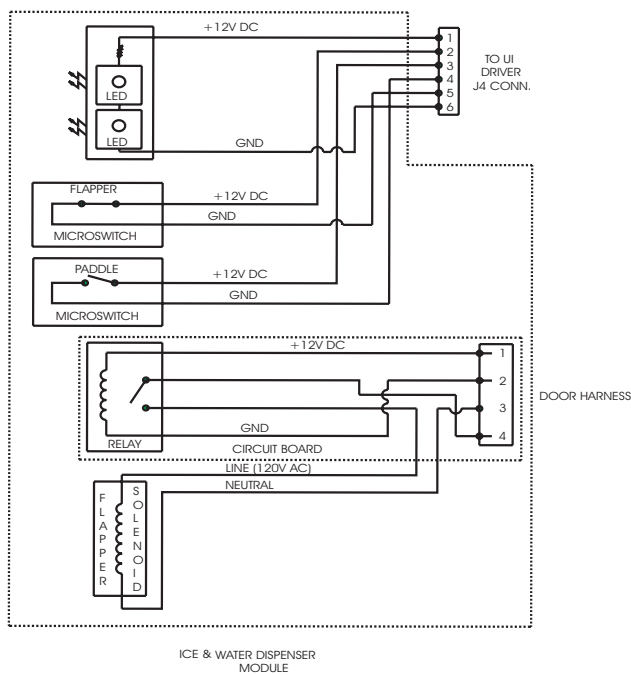 +12V DC
1
2
3
4
5
6
TO UI
DRIVER
J4 CONN.
LED
LED
GND
FLAPPER
+12V DC
GND
MICROSWITCH
PADDLE
+12V DC
GND
MICROSWITCH
+12V DC
1
2
3
4
DOOR HARNESS
GND
RELAY
CIRCUIT BOARD
LINE (120V AC)
NEUTRAL
FLAPPER
SOLENOID
ICE & WATER DISPENSER
MODULE